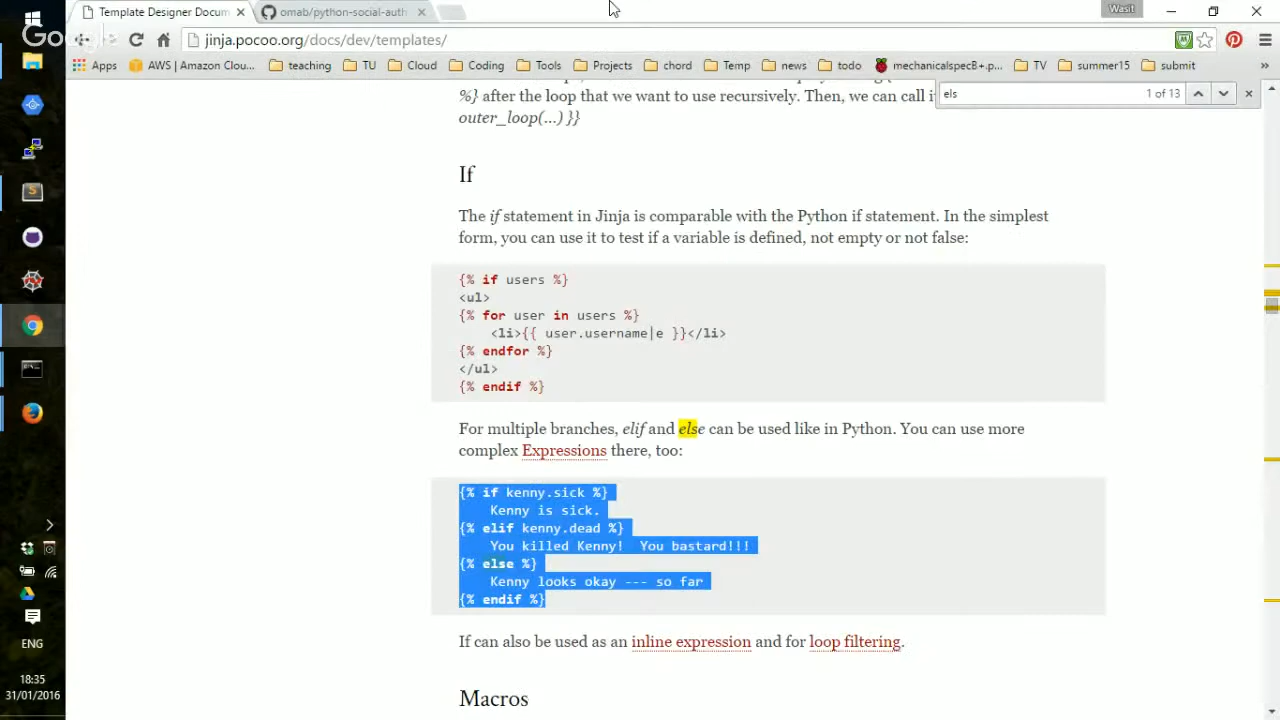 Template Designer Docum
omab/python-social-auth
Wasit
Google
jinja.pocoo.org/docs/dev/templates/
Apps
AWS | Amazon Clou...
teaching
TU
Cloud
Coding
Tools
Projects
chord
Temp
news
todo
mechanicalspecB+.p...
TV
summer15
submit
»
els
1 of 13
%} after the loop that we want to use recursively. Then, we can call i
outer_loop(...) }}
If
The if statement in Jinja is comparable with the Python if statement. In the simplest
form, you can use it to test if a variable is defined, not empty or not false:
{% if users %}
<ul>
{% for user in users %}
<li>{{ user.username|e }}</li>
{% endfor %}
</ul>
{% endif %}
For multiple branches, elif and else can be used like in Python. You can use more
complex Expressions there, too:
{% if kenny.sick %}
Kenny is sick.
{% elif kenny.dead %}
You killed Kenny!  You bastard!!!
{% else %}
Kenny looks okay --- so far
{% endif %}
If can also be used as an inline expression and for loop filtering.
Macros
ENG
18:35
31/01/2016